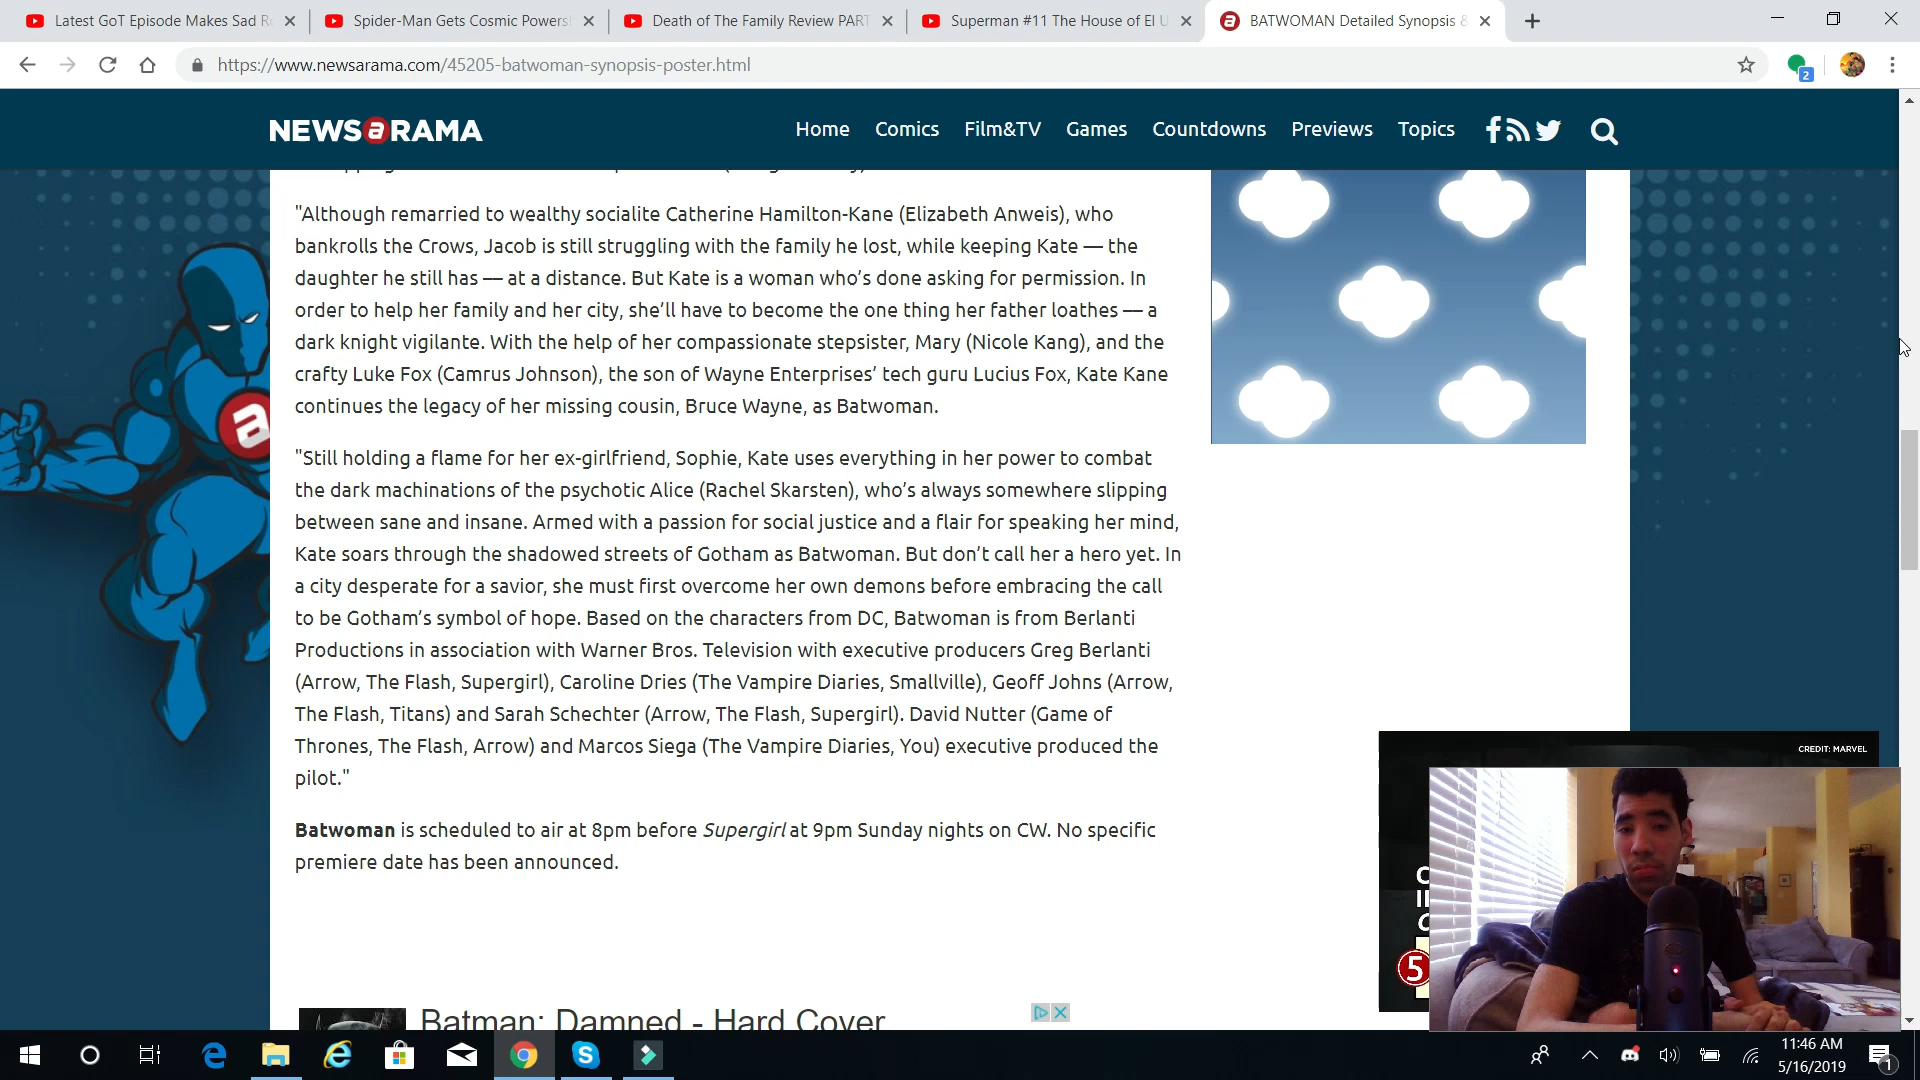 Latest GoT Episode Makes Sad
Spider-Man Gets Cosmic Powers
Death of The Family Review PART
Superman #11 The House of El U
BATWOMAN Detailed Synopsis &
https://www.newsarama.com/45205-batwoman-synopsis-poster.html
2
NEWSaRAMA
Home
Comics
Film&TV
Games
Countdowns
Previews
Topics
"Although remarried to wealthy socialite Catherine Hamilton-Kane (Elizabeth Anweis), who
bankrolls the Crows, Jacob is still struggling with the family he lost, while keeping Kate — the
daughter he still has — at a distance. But Kate is a woman who’s done asking for permission. In
order to help her family and her city, she’ll have to become the one thing her father loathes — a
dark knight vigilante. With the help of her compassionate stepsister, Mary (Nicole Kang), and the
crafty Luke Fox (Camrus Johnson), the son of Wayne Enterprises’ tech guru Lucius Fox, Kate Kane
continues the legacy of her missing cousin, Bruce Wayne, as Batwoman.
"Still holding a flame for her ex-girlfriend, Sophie, Kate uses everything in her power to combat
the dark machinations of the psychotic Alice (Rachel Skarsten), who’s always somewhere slipping
between sane and insane. Armed with a passion for social justice and a flair for speaking her mind,
Kate soars through the shadowed streets of Gotham as Batwoman. But don’t call her a hero yet. In
a city desperate for a savior, she must first overcome her own demons before embracing the call
to be Gotham’s symbol of hope. Based on the characters from DC, Batwoman is from Berlanti
Productions in association with Warner Bros. Television with executive producers Greg Berlanti
(Arrow, The Flash, Supergirl), Caroline Dries (The Vampire Diaries, Smallville), Geoff Johns (Arrow,
The Flash, Titans) and Sarah Schechter (Arrow, The Flash, Supergirl). David Nutter (Game of
Thrones, The Flash, Arrow) and Marcos Siega (The Vampire Diaries, You) executive produced the
pilot."
Batwoman is scheduled to air at 8pm before Supergirl at 9pm Sunday nights on CW. No specific
premiere date has been announced.
CREDIT: MARVEL
5
Batman: Damned - Hard Cover
11:46 AM
5/16/2019
1